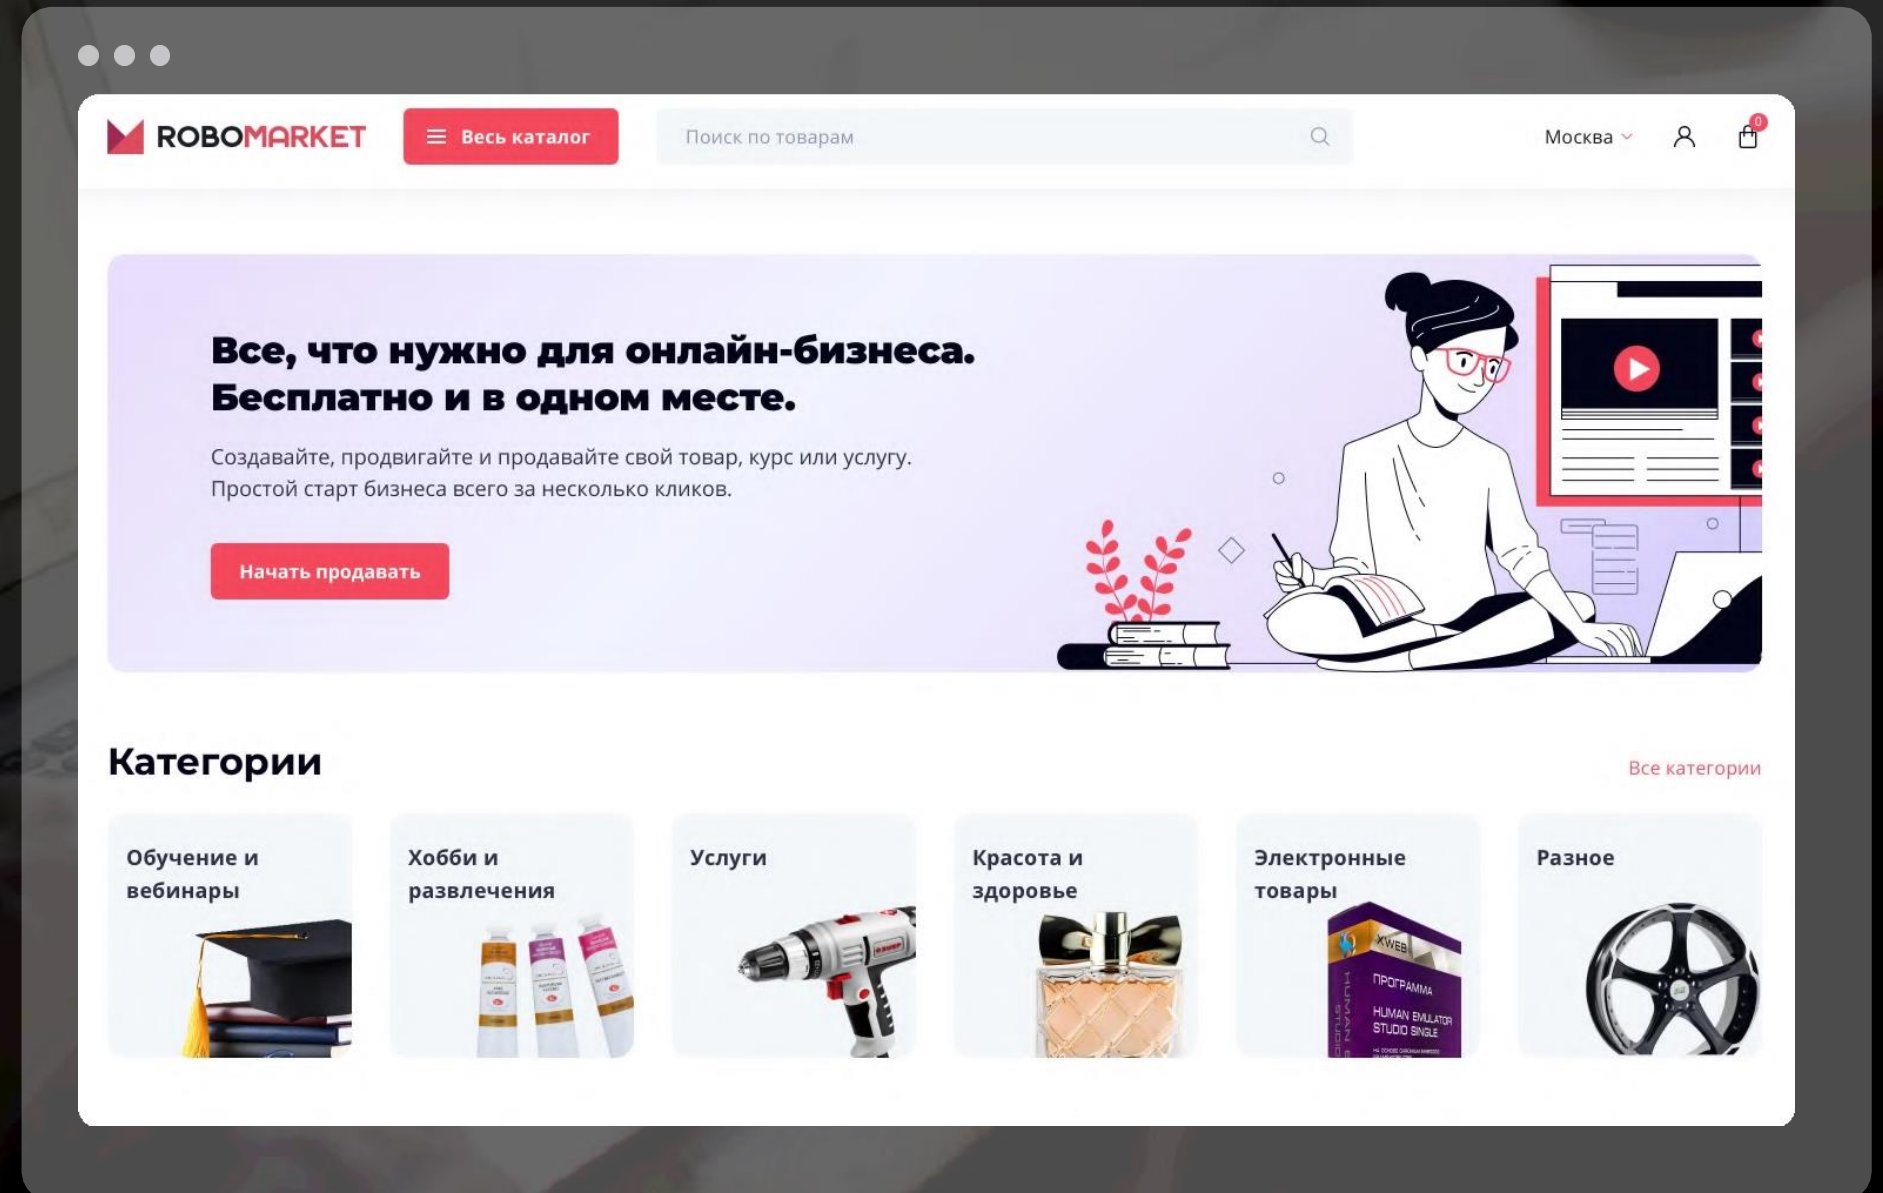 ROBOMARKET
Весь каталог
Поиск по товарам
Москва
0
Все, что нужно для онлайн-бизнеса.
Бесплатно и в одном месте.
Создавайте, продвигайте и продавайте свой товар, курс или услугу.
Простой старт бизнеса всего за несколько кликов.
Начать продавать
Категории
Все категории
Обучение и
вебинары
Хобби и
развлечения
Услуги
Красота и
здоровье
Электронные
товары
Разное
XWEB
ПРОГРАММА
HUMAN EMULATOR
STUDIO SINGLE